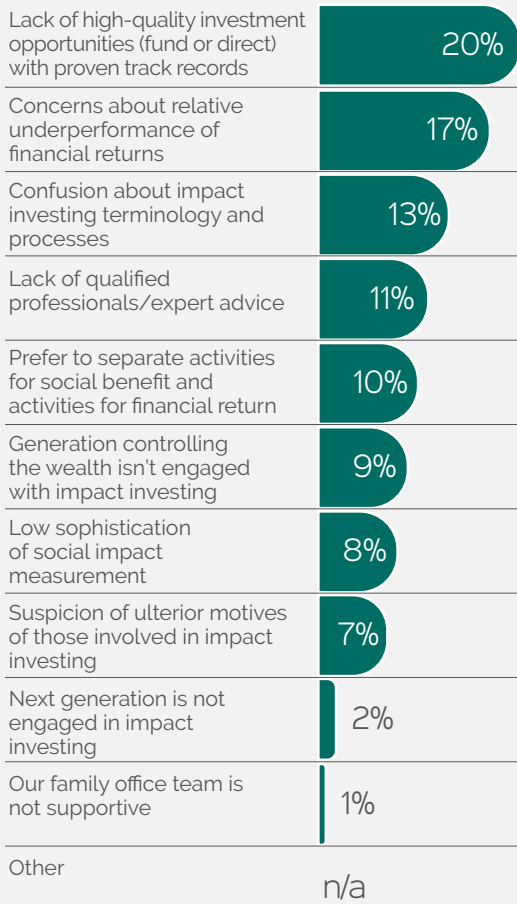 Lack of high-quality investment
opportunities (fund or direct)
with proven track records
20%
Concerns about relative
underperformance of
financial returns
17%
Confusion about impact
investing terminology and
processes
13%
Lack of qualified
professionals/expert advice
11%
Prefer to separate activities
for social benefit and
activities for financial return
10%
Generation controlling
the wealth isn't engaged
with impact investing
9%
Low sophistication
of social impact
measurement
8%
Suspicion of ulterior motives
of those involved in impact
investing
7%
Next generation is not
engaged in impact
investing
2%
Our family office team is
not supportive
1%
Other
n/a